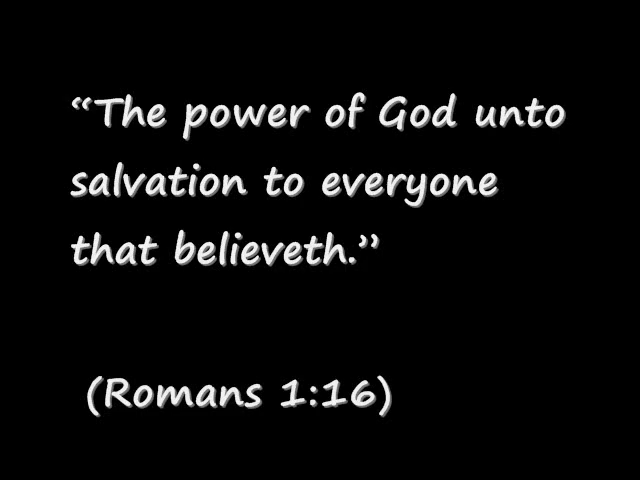 “The power of God unto
salvation to everyone
that believeth.”
(Romans 1:16)